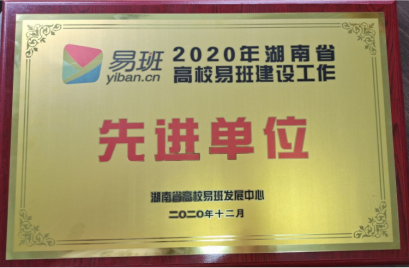 易班
yiban.cn
2020年湖南省
高校易班建设工作
先进单位
湖南省高校易班发展中心
二〇二〇年十二月